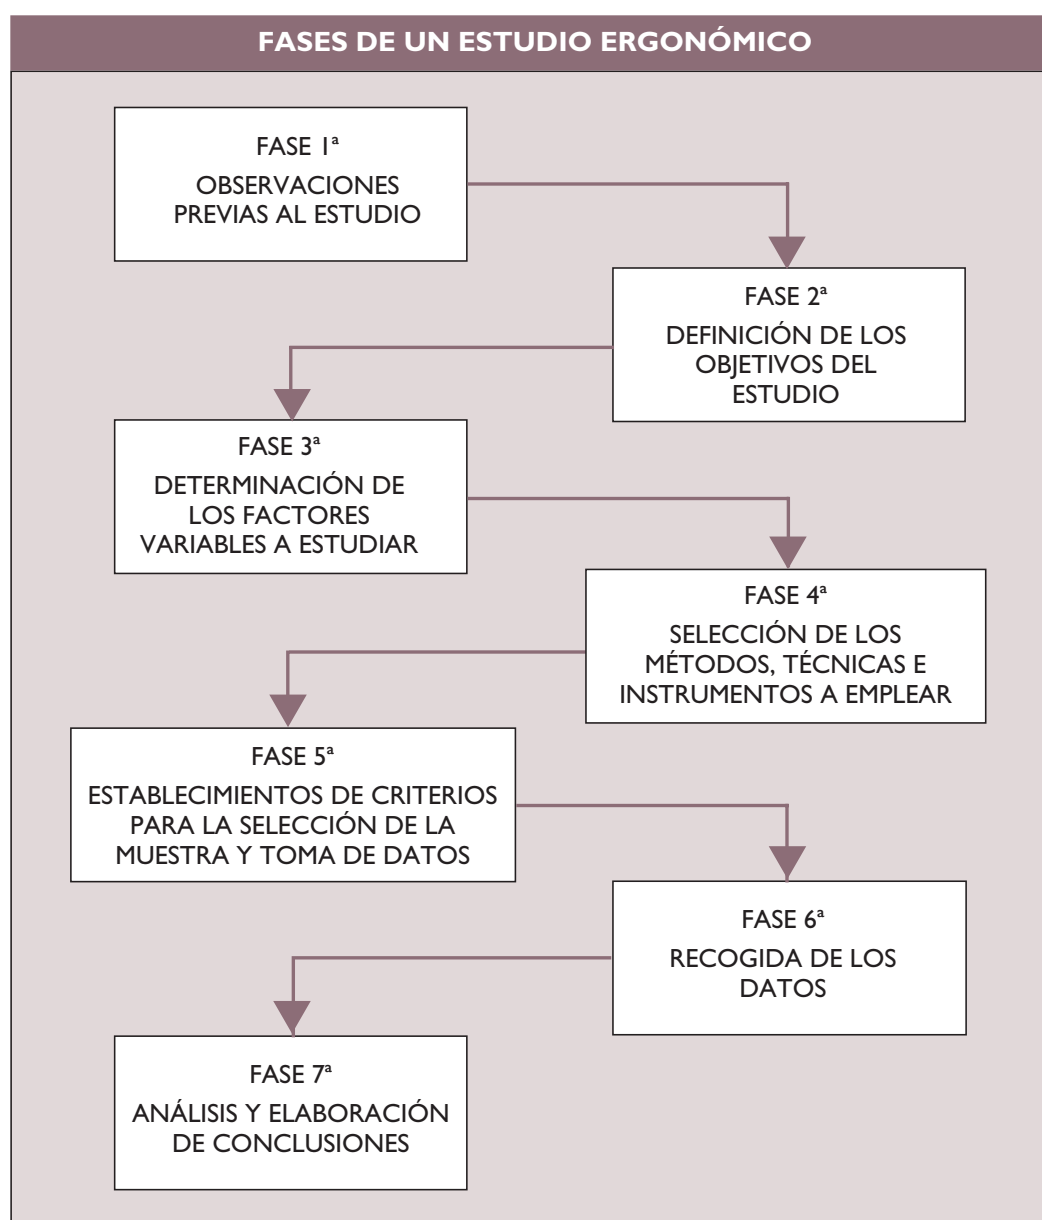 FASES DE UN ESTUDIO ERGONÓMICO
FASE 1ª
OBSERVACIONES
PREVIAS AL ESTUDIO
FASE 2ª
DEFINICIÓN DE LOS
OBJETIVOS DEL
ESTUDIO
FASE 3ª
DETERMINACIÓN DE
LOS FACTORES
VARIABLES A ESTUDIAR
FASE 4ª
SELECCIÓN DE LOS
MÉTODOS, TÉCNICAS E
INSTRUMENTOS A EMPLEAR
FASE 5ª
ESTABLECIMIENTOS DE CRITERIOS
PARA LA SELECCIÓN DE LA
MUESTRA Y TOMA DE DATOS
FASE 6ª
RECOGIDA DE LOS
DATOS
FASE 7ª
ANÁLISIS Y ELABORACIÓN
DE CONCLUSIONES